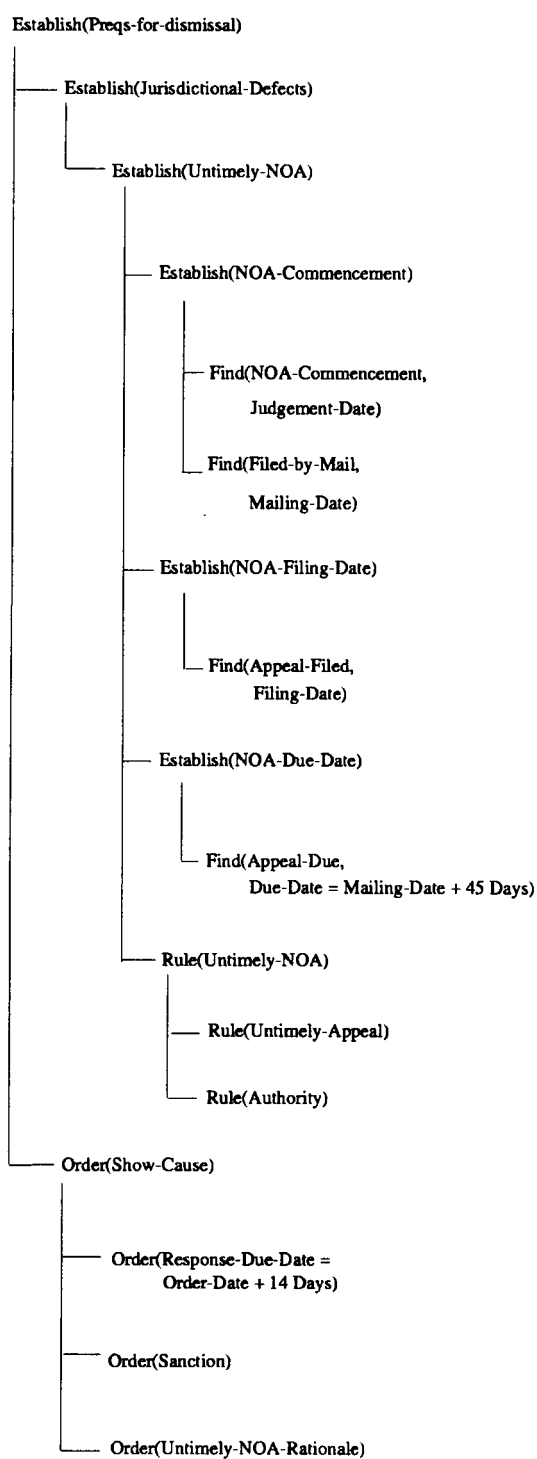 Establish(Preqs-for-dismissal)
Establish(Jurisdictional-Defects)
Establish(Untimely-NOA)
Establish(NOA-Commencement)
Find(NOA-Commencement,
Judgement-Date)
Find(Filed-by-Mail,
Mailing-Date)
Establish(NOA-Filing-Date)
Find(Appeal-Filed,
Filing-Date)
Establish(NOA-Due-Date)
Find(Appeal-Due,
Due-Date = Mailing-Date + 45 Days)
Rule(Untimely-NOA)
Rule(Untimely-Appeal)
Rule(Authority)
Order(Show-Cause)
Order(Response-Due-Date =
Order-Date + 14 Days)
Order(Sanction)
Order(Untimely-NOA-Rationale)